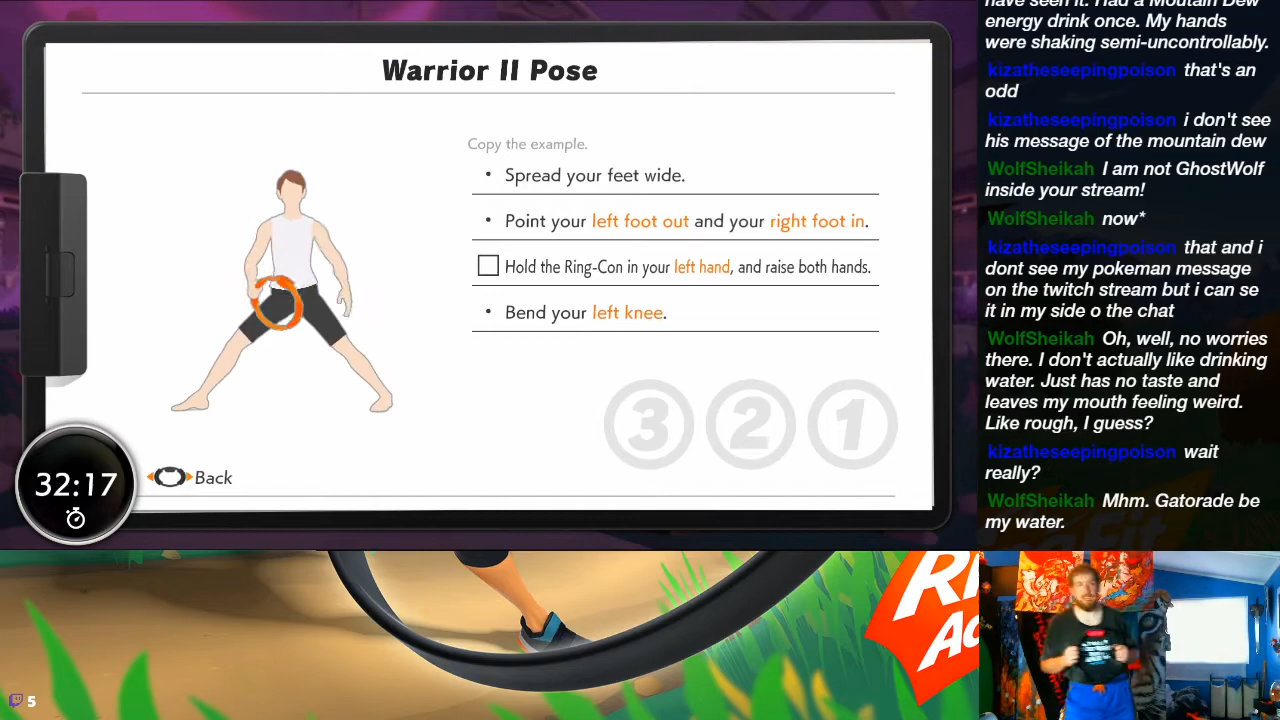 Warrior II Pose
Copy the example.
• Spread your feet wide.
• Point your left foot out and your right foot in.
Hold the Ring-Con in your left hand, and raise both hands.
• Bend your left knee.
3 2 1
Back
32:17
5
have seen it. Had a Moutain Dew
energy drink once. My hands
were shaking semi-uncontrollably.
kizatheseepingpoison that's an
odd
kizatheseepingpoison i don't see
his message of the mountain dew
WolfSheikah I am not GhostWolf
inside your stream!
WolfSheikah now*
kizatheseepingpoison that and i
dont see my pokeman message
on the twitch stream but i can se
it in my side o the chat
WolfSheikah Oh, well, no worries
there. I don't actually like drinking
water. Just has no taste and
leaves my mouth feeling weird.
Like rough, I guess?
kizatheseepingpoison wait
really?
WolfSheikah Mhm. Gatorade be
my water.